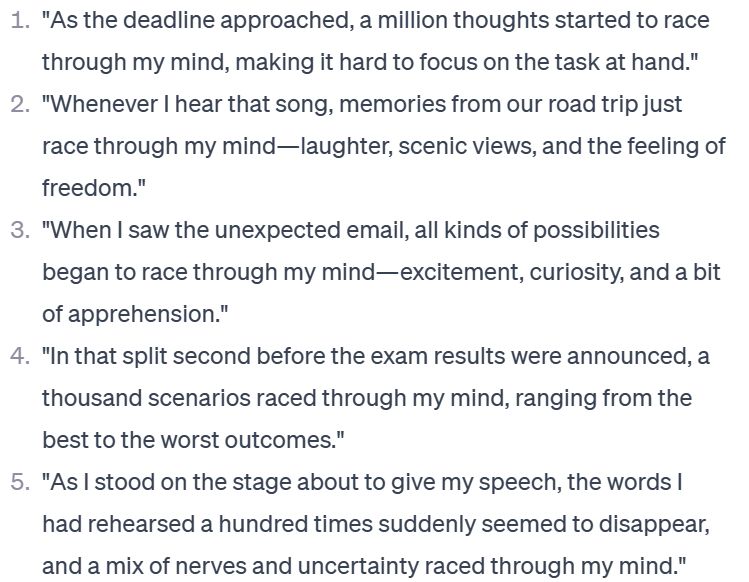 1. "As the deadline approached, a million thoughts started to race
through my mind, making it hard to focus on the task at hand."
2. "Whenever I hear that song, memories from our road trip just
race through my mind—laughter, scenic views, and the feeling of
freedom."
3. "When I saw the unexpected email, all kinds of possibilities
began to race through my mind—excitement, curiosity, and a bit
of apprehension."
4. "In that split second before the exam results were announced, a
thousand scenarios raced through my mind, ranging from the
best to the worst outcomes."
5. "As I stood on the stage about to give my speech, the words I
had rehearsed a hundred times suddenly seemed to disappear,
and a mix of nerves and uncertainty raced through my mind."